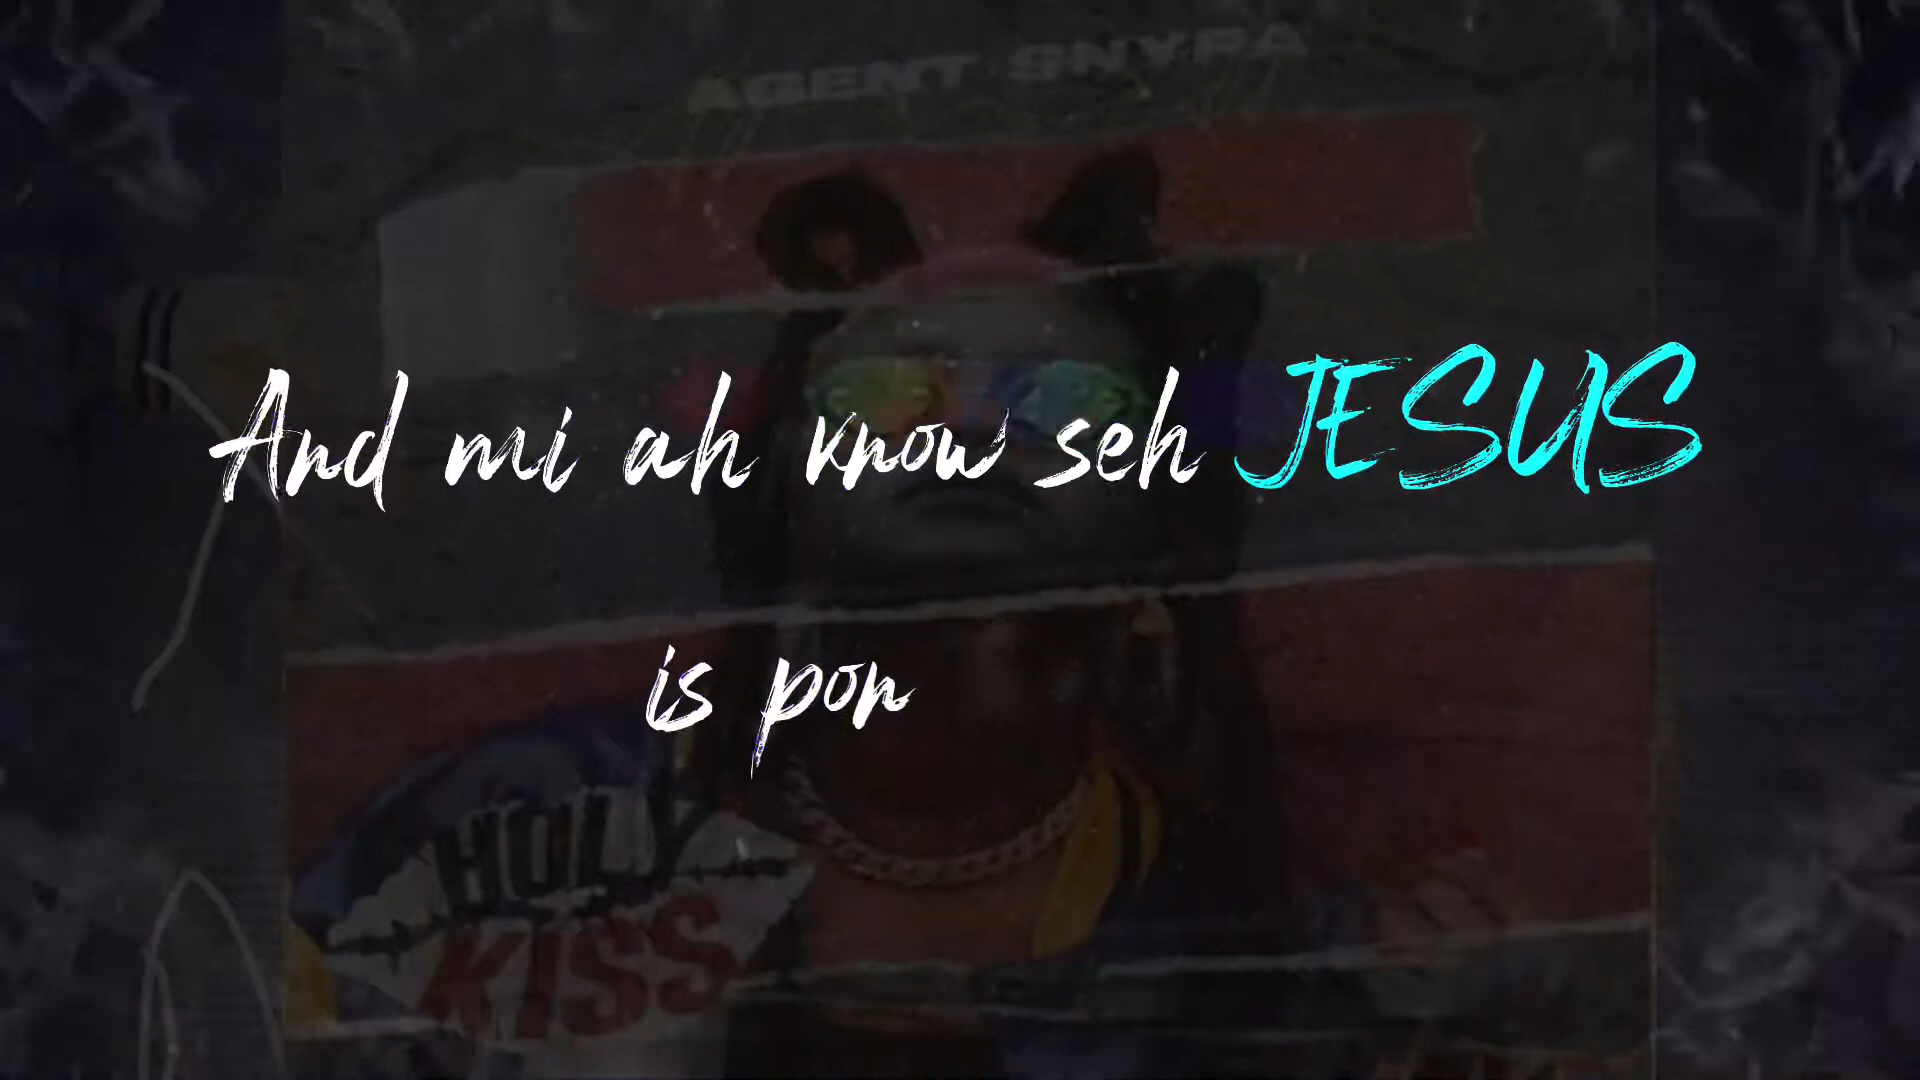 AGENT SNYPA
And mi ah know seh JESUS
is pon
HOLY
KISS